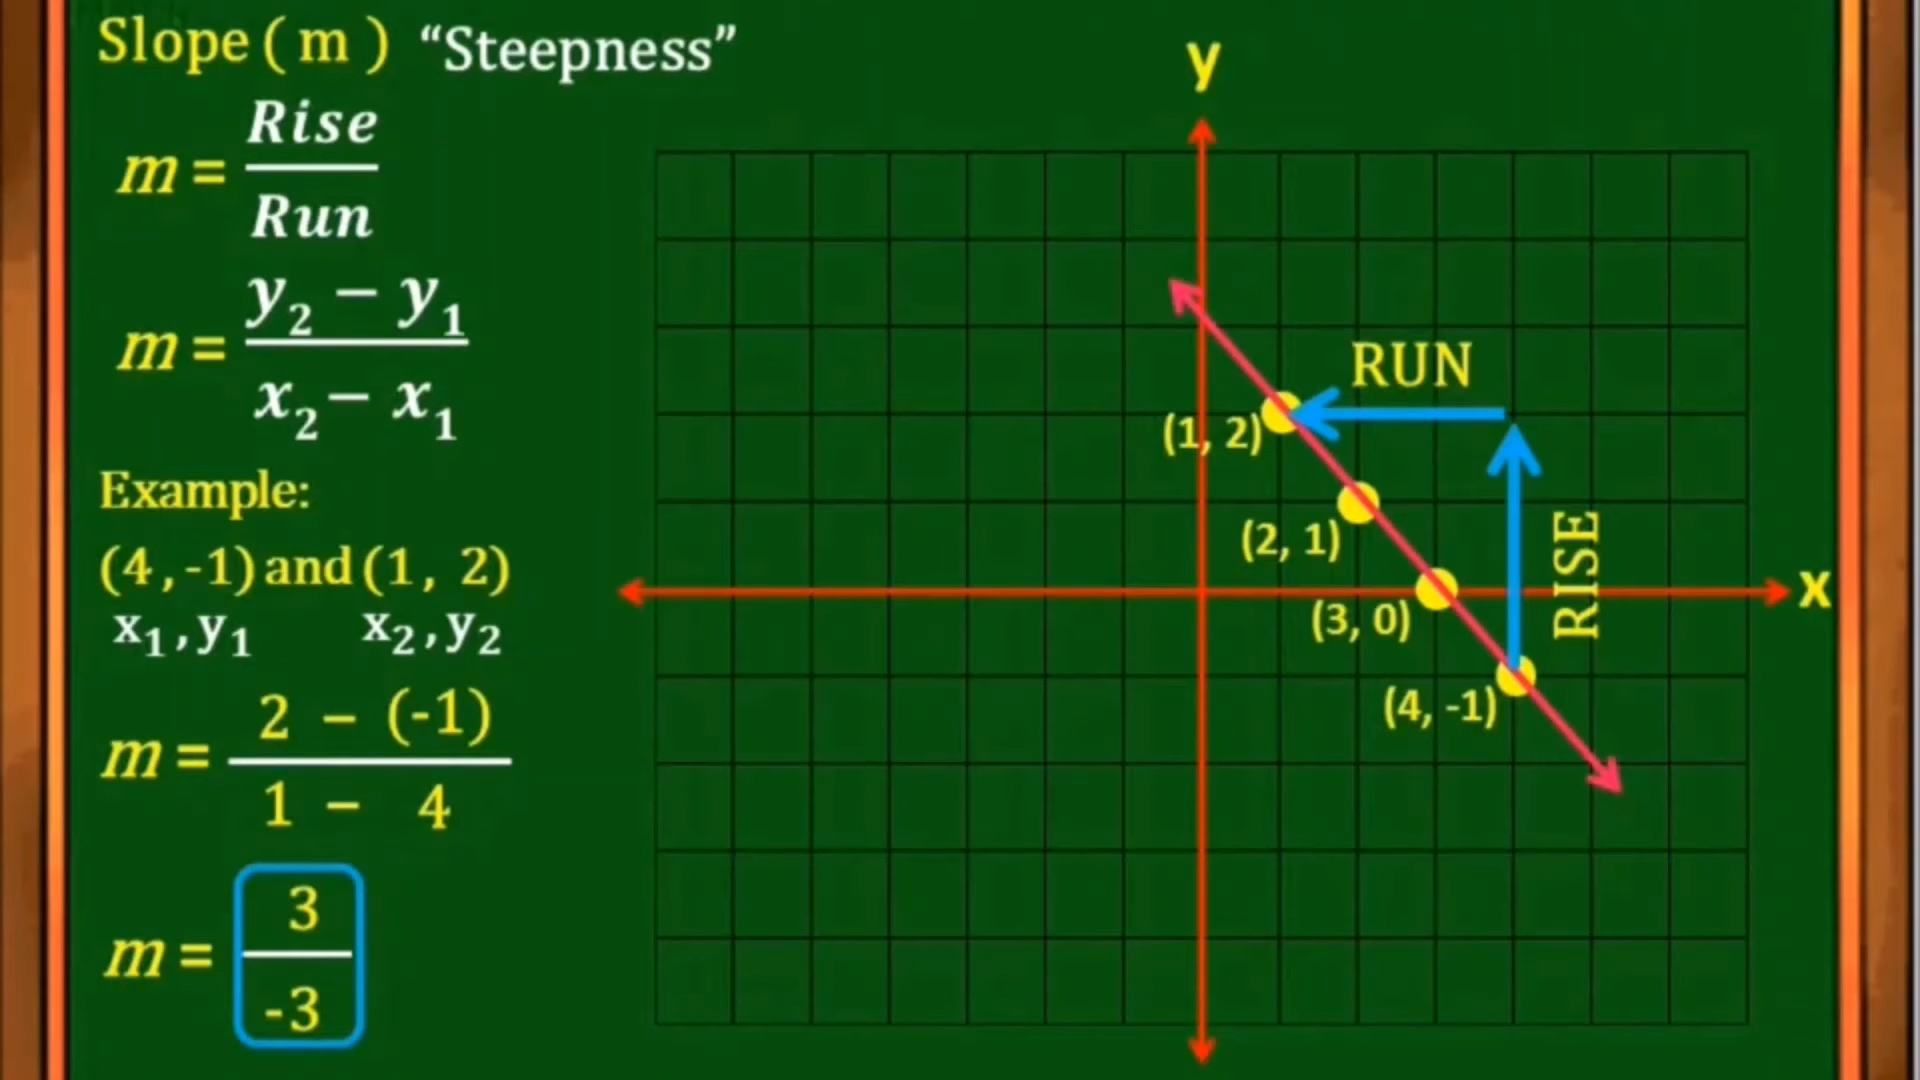 Slope ( m ) “Steepness”
m = Rise
Run
m = y₂ − y₁
x₂ − x₁
Example:
(4 , -1) and (1, 2)
x₁ , y₁ x₂ , y₂
m = 2 − (-1)
1 − 4
m = 3
-3
y
RUN
(1, 2)
(2, 1)
RISE
x
(3, 0)
(4, -1)